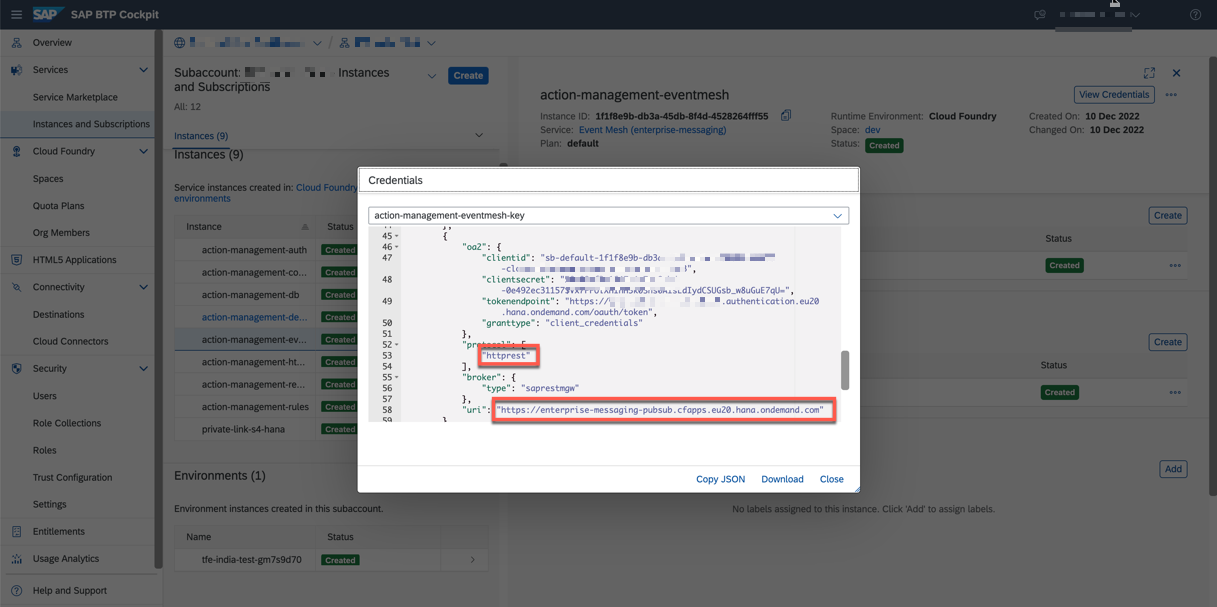 SAP SAP BTP Cockpit
Overview
Services
Service Marketplace
Instances and Subscriptions
Cloud Foundry
Spaces
Quota Plans
Org Members
HTML5 Applications
Connectivity
Destinations
Cloud Connectors
Security
Users
Role Collections
Roles
Trust Configuration
Settings
Entitlements
Usage Analytics
Help and Support
Subaccount: Instances
and Subscriptions
Create
All: 12
Instances (9)
Instances (9)
Service instances created in: Cloud Foundry
environments
Instance Status
action-management-auth Created
action-management-co... Created
action-management-db Created
action-management-de... Created
action-management-ev... Created
action-management-ht... Created
action-management-re... Created
action-management-rules Created
private-link-s4-hana Created
Environments (1)
Environment instances created in this subaccount.
Name Status
tfe-india-test-gm7s9d70 Created
action-management-eventmesh
View Credentials
Instance ID: 1f1f8e9b-db3a-45db-8f4d-4528264fff55
Service: Event Mesh (enterprise-messaging)
Plan: default
Runtime Environment: Cloud Foundry
Space: dev
Status: Created
Created On: 10 Dec 2022
Changed On: 10 Dec 2022
Create
Status
Created
Create
Status
Created
Add
No labels assigned to this instance. Click 'Add' to assign labels.
Credentials
action-management-eventmesh-key
45 {
46 "oa2": {
47 "clientid": "sb-default-1f1f8e9b-db3
48 "clientsecret": "
49 "tokenendpoint": "https:// .authentication.eu20
.hana.ondemand.com/oauth/token",
50 "granttype": "client_credentials"
51 },
52 "protocol": [
53 "httprest"
54 ],
55 "broker": {
56 "type": "saprestmgw"
57 },
58 "uri": "https://enterprise-messaging-pubsub.cfapps.eu20.hana.ondemand.com"
59 }
Copy JSON Download Close